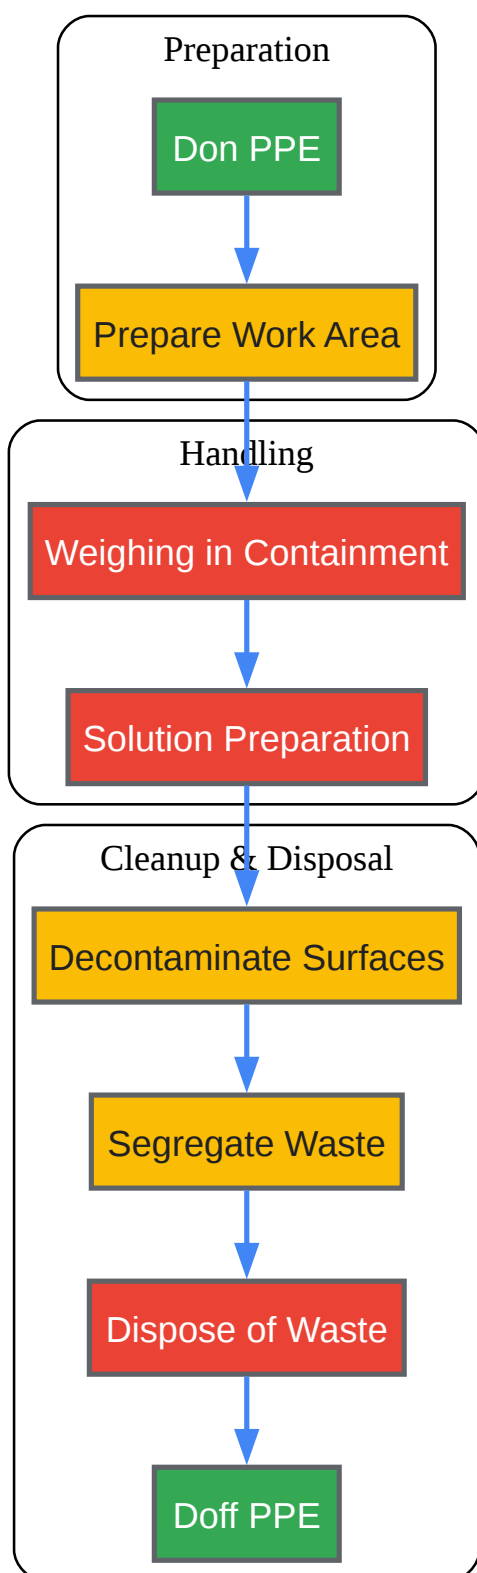 Preparation
Don PPE
Prepare Work Area
Handling
Weighing in Containment
Solution Preparation
Cleanup & Disposal
Decontaminate Surfaces
Segregate Waste
Dispose of Waste
Doff PPE